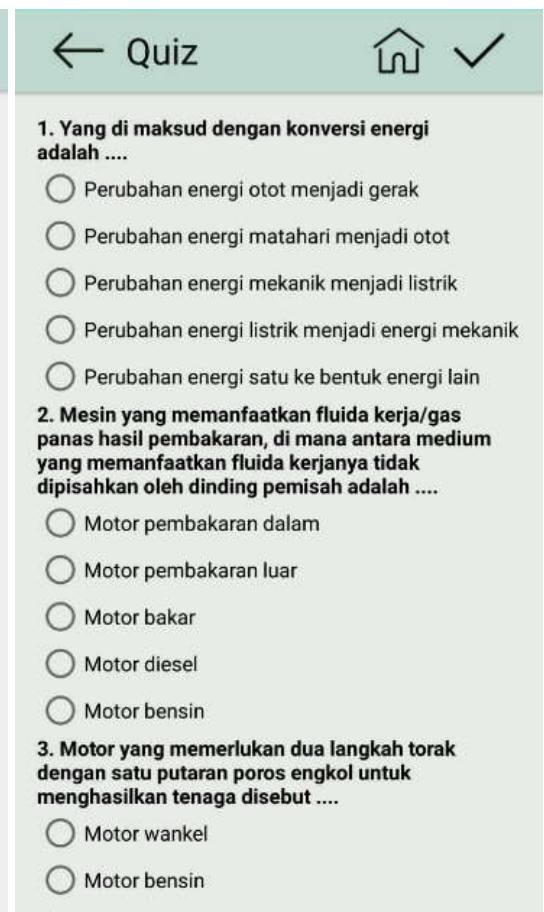 Quiz
1. Yang di maksud dengan konversi energi
adalah ....
Perubahan energi otot menjadi gerak
Perubahan energi matahari menjadi otot
Perubahan energi mekanik menjadi listrik
Perubahan energi listrik menjadi energi mekanik
Perubahan energi satu ke bentuk energi lain
2. Mesin yang memanfaatkan fluida kerja/gas
panas hasil pembakaran, di mana antara medium
yang memanfaatkan fluida kerjanya tidak
dipisahkan oleh dinding pemisah adalah ....
Motor pembakaran dalam
Motor pembakaran luar
Motor bakar
Motor diesel
Motor bensin
3. Motor yang memerlukan dua langkah torak
dengan satu putaran poros engkol untuk
menghasilkan tenaga disebut ....
Motor wankel
Motor bensin